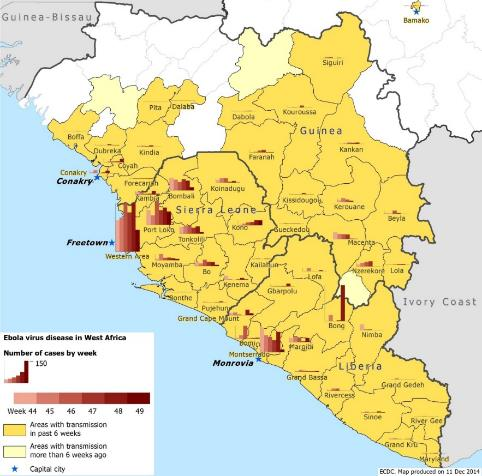 Guinea-Bissau
Bamako
Siguiri
Pita
Dalaba
Dabola
Kouroussa
Guinea
Boffa
Dubreka
Kindia
Kankan
Coyah
Faranah
Conakry
Conakry
Forecariah
Kambia
Bombali
Koinadugu
Kissidougou
Kerouane
Beyla
Sierra Leone
Port Loko
Kono
Gueckedou
Tonkolili
Macenta
Freetown
Western Area
Moyamba
Bo
Kailahun
Lofa
Nzerekore
Lola
Kenema
Gbarpolu
Bonthe
Pujehun
Ivory Coast
Grand Cape Mount
Bong
Nimba
Bomi
Margibi
Montserrado
Monrovia
Liberia
Grand Bassa
Rivercess
Grand Gedeh
Sinoe
River Gee
Grand Kru
Maryland
Ebola virus disease in West Africa
Number of cases by week
150
Week 44 45 46 47 48 49
Areas with transmission
in past 6 weeks
Areas with transmission
more than 6 weeks ago
Capital city
ECDC. Map produced on 11 Dec 2014